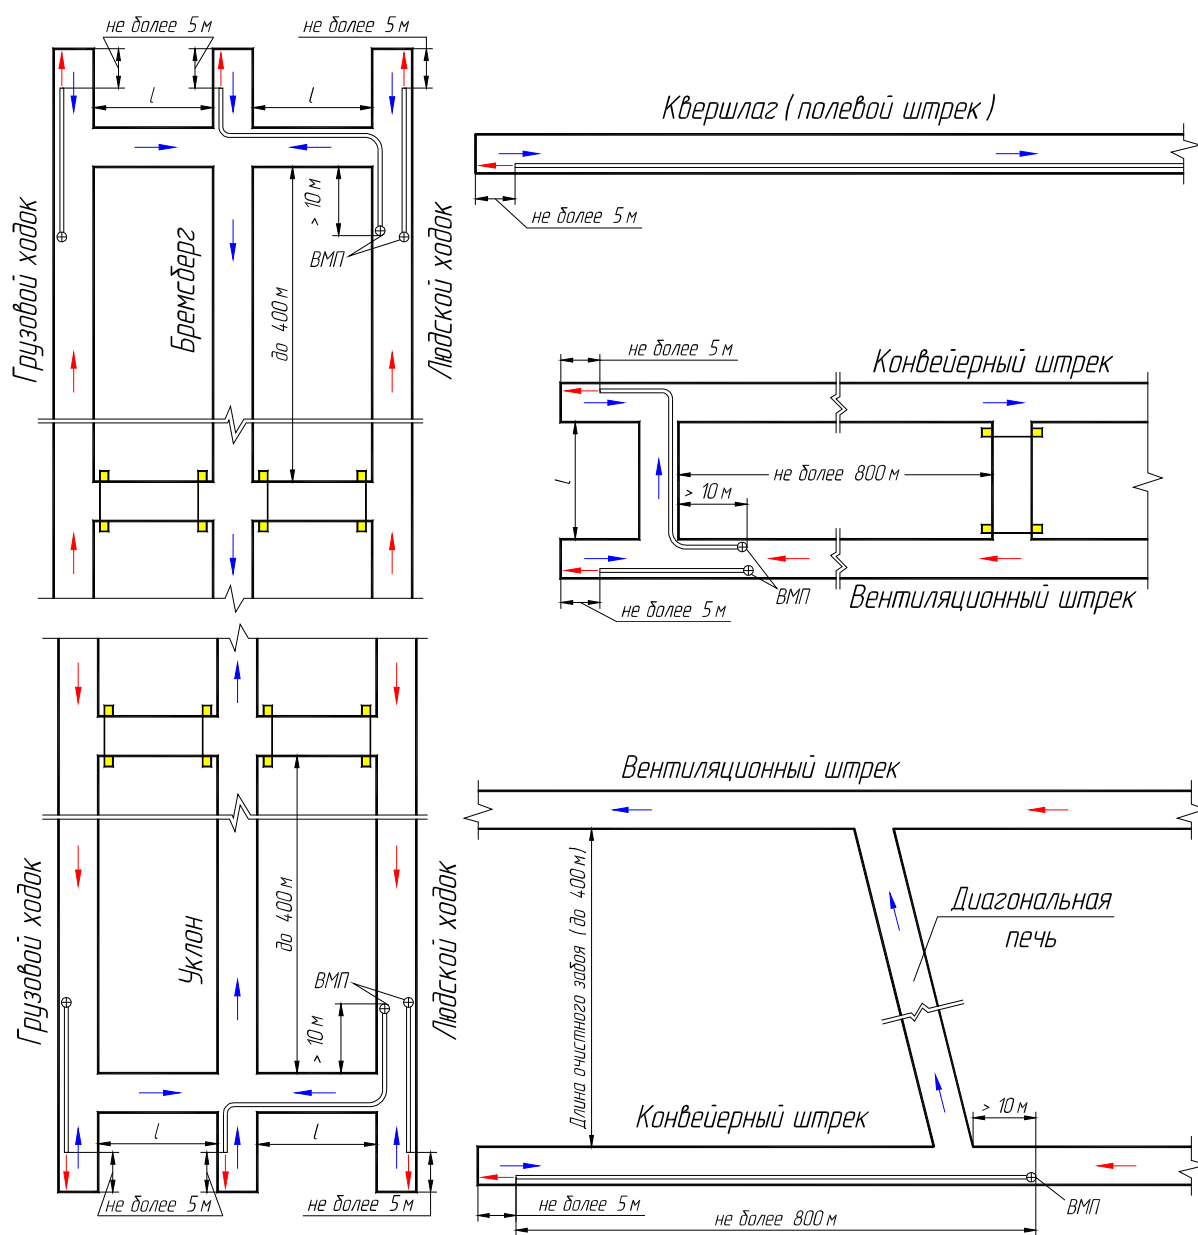 не более 5 м
не более 5 м
l
l
> 10 м
ВМП
Грузовой ходок
Бремсберг
до 400 м
Людской ходок
Квершлаг ( полевой штрек )
не более 5 м
не более 5 м
Конвейерный штрек
l
не более 800 м
> 10 м
ВМП
Вентиляционный штрек
не более 5 м
Грузовой ходок
Уклон
до 400 м
ВМП
> 10 м
Людской ходок
l
l
не более 5 м
не более 5 м
Вентиляционный штрек
Длина очистного забоя (до 400 м)
Диагональная
печь
Конвейерный штрек
> 10 м
ВМП
не более 5 м
не более 800 м